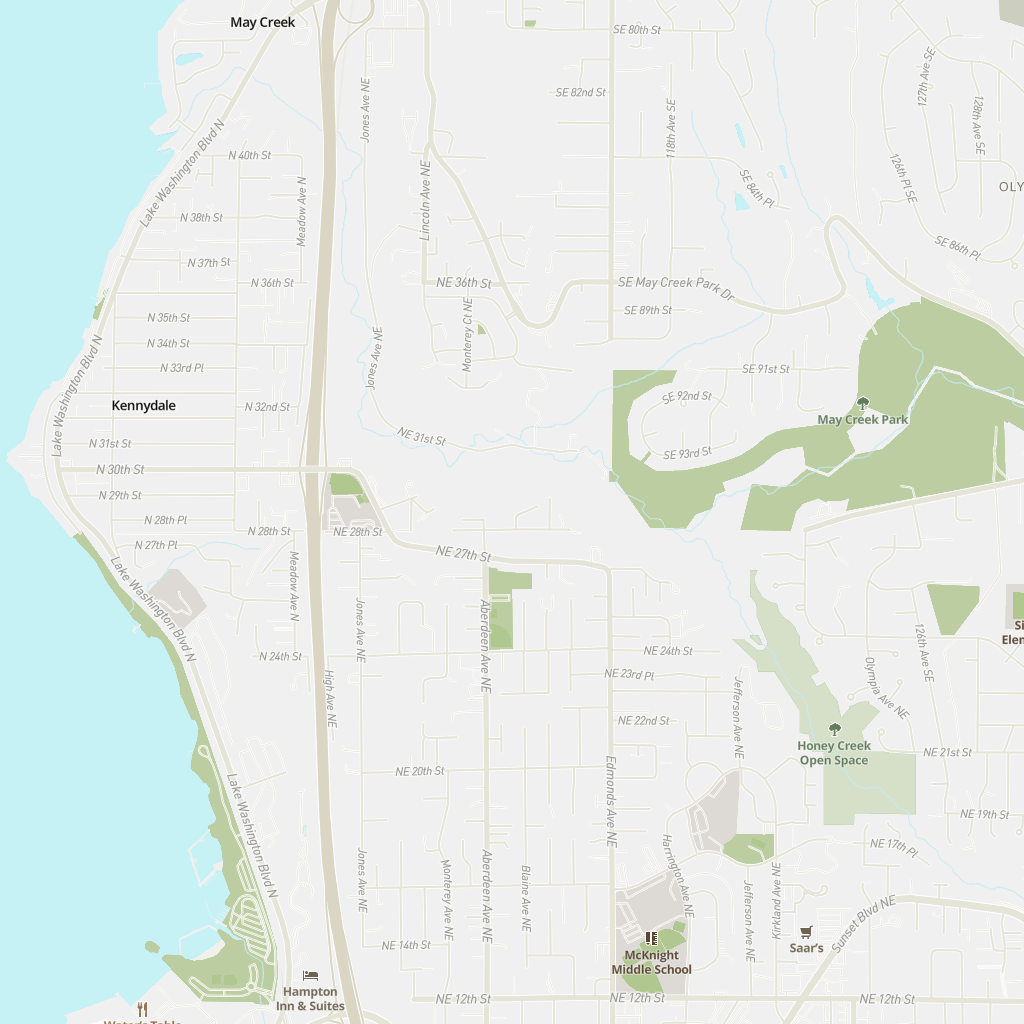 May Creek
SE 80th St
127th Ave SE
Jones Ave NE
SE 82nd St
128th Ave SE
118th Ave SE
Lake Washington Blvd N
N 40th St
126th Pl SE
SE 84th Pl
OLY
Meadow Ave N
Lincoln Ave NE
N 38th St
SE 86th Pl
N 37th St
N 36th St
NE 36th St
SE May Creek Park Dr
N 35th St
SE 89th St
Monterey Ct NE
N 34th St
Jones Ave NE
Lake Washington Blvd N
N 33rd Pl
SE 91st St
SE 92nd St
Kennydale
N 32nd St
May Creek Park
NE 31st St
N 31st St
SE 93rd St
N 30th St
N 29th St
N 28th Pl
N 28th St
NE 28th St
N 27th Pl
NE 27th St
Meadow Ave N
Lake Washington Blvd N
Jones Ave NE
Aberdeen Ave NE
Si
Elen
126th Ave SE
N 24th St
NE 24th St
NE 23rd Pl
Olympia Ave NE
High Ave NE
Jefferson Ave NE
NE 22nd St
Honey Creek
Open Space
NE 21st St
NE 20th St
Edmonds Ave NE
Lake Washington Blvd N
NE 19th St
Harrington Ave NE
NE 17th Pl
Jones Ave NE
Monterey Ave NE
Aberdeen Ave NE
Blaine Ave NE
Jefferson Ave NE
Kirkland Ave NE
Sunset Blvd NE
Saar's
NE 14th St
McKnight
Middle School
Hampton
Inn & Suites
NE 12th St
NE 12th St
NE 12th St
Water's Table